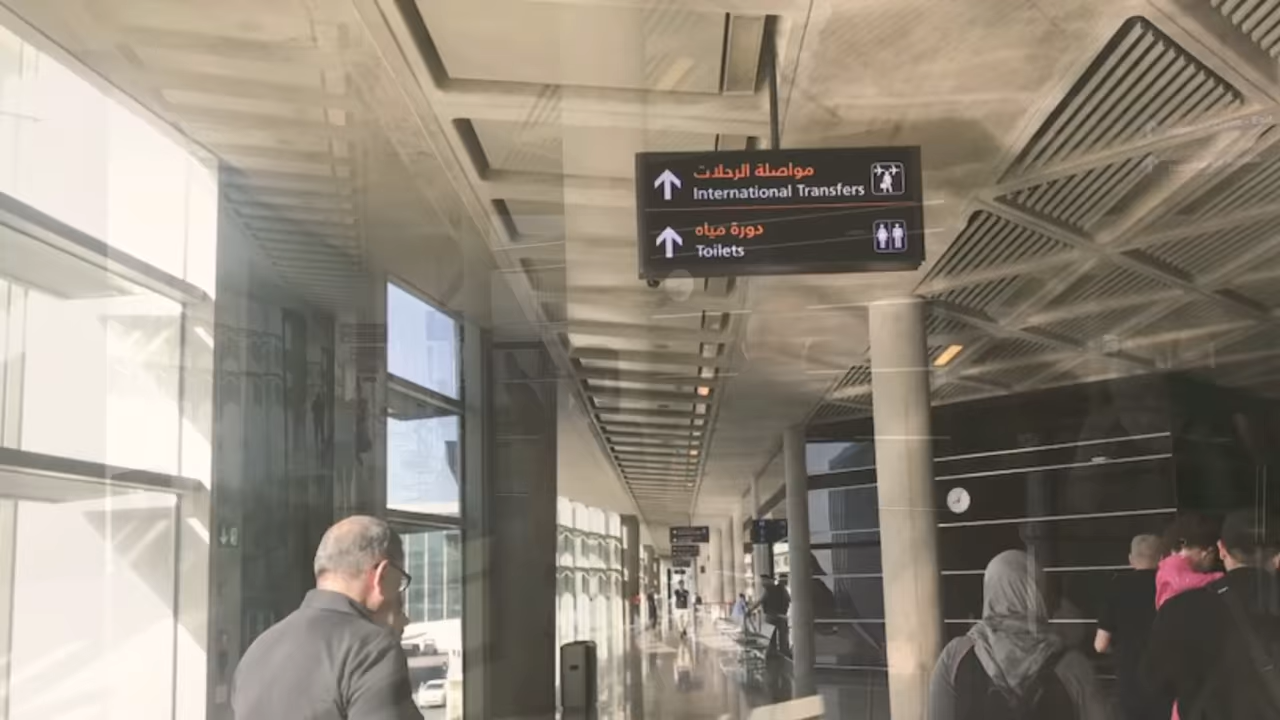 مواصلة الرحلات
International Transfers
دورة مياه
Toilets